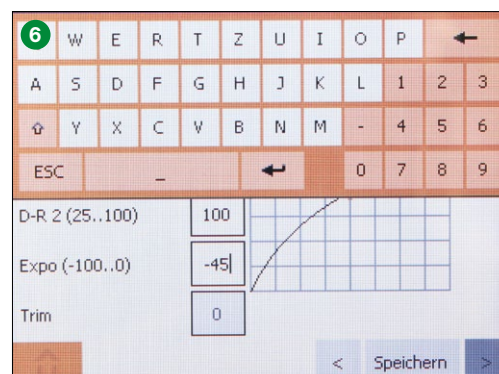 6 W E R T Z U I O P ←
A S D F G H J K L 1 2 3
⇧ Y X C V B N M - 4 5 6
ESC _ ↵ 0 7 8 9
D-R 2 (25..100) 100
Expo (-100..0) -45
Trim 0
< Speichern >